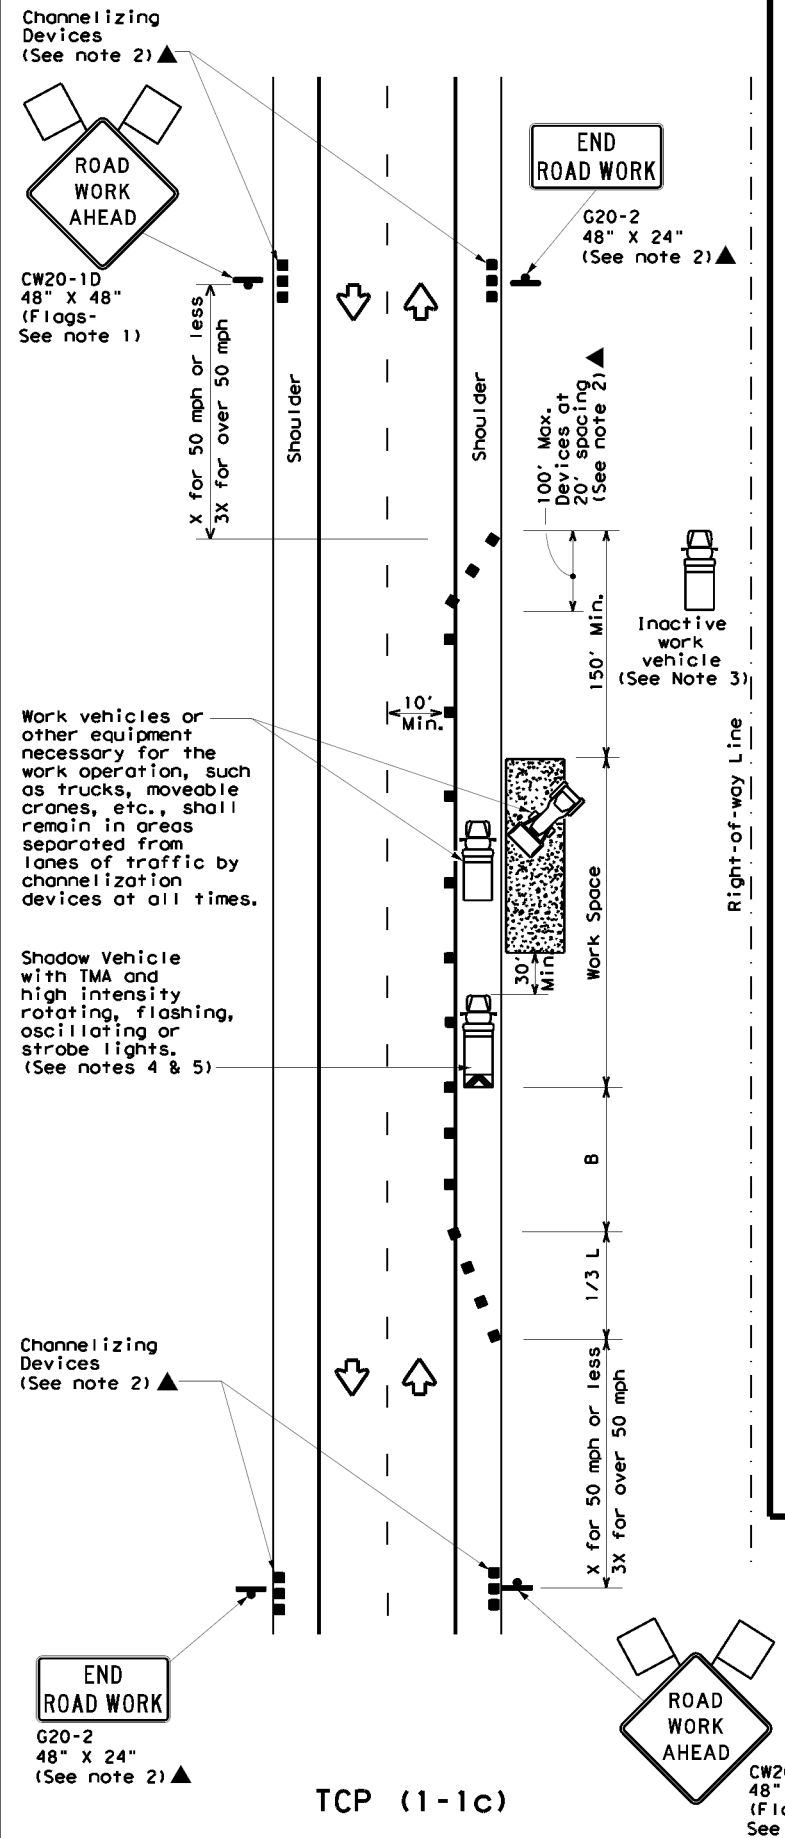 Channelizing
Devices
(See note 2) ▲
ROAD
WORK
AHEAD
CW20-1D
48" X 48"
(Flags-
See note 1)
END
ROAD WORK
G20-2
48" X 24"
(See note 2) ▲
X for 50 mph or less
3X for over 50 mph
Shoulder
Shoulder
100' Max.
Devices at
20' spacing
(See note 2) ▲
150' Min.
Inactive
work
vehicle
(See Note 3)
10'
Min.
Right-of-way Line
Work vehicles or
other equipment
necessary for the
work operation, such
as trucks, moveable
cranes, etc., shall
remain in areas
separated from
lanes of traffic by
channelization
devices at all times.
Work Space
30'
Min.
Shadow Vehicle
with TMA and
high intensity
rotating, flashing,
oscillating or
strobe lights.
(See notes 4 & 5)
B
1/3 L
Channelizing
Devices
(See note 2) ▲
X for 50 mph or less
3X for over 50 mph
END
ROAD WORK
G20-2
48" X 24"
(See note 2) ▲
ROAD
WORK
AHEAD
48"
See
TCP (1-1c)